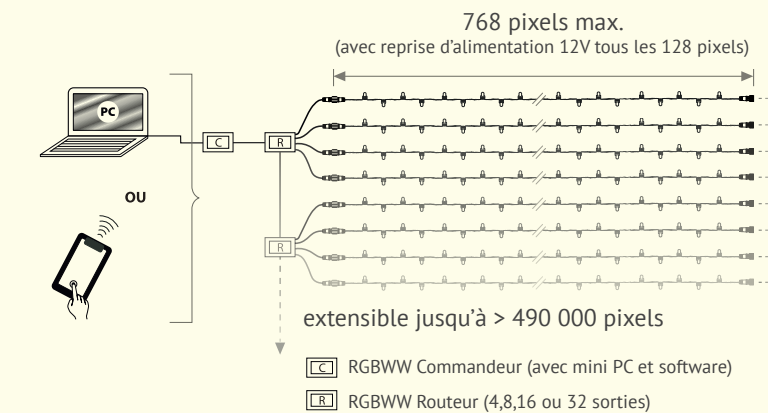 768 pixels max.
(avec reprise d'alimentation 12V tous les 128 pixels)
PC
C
R
OU
R
extensible jusqu'à > 490 000 pixels
C RGBWW Commandeur (avec mini PC et software)
R RGBWW Routeur (4,8,16 ou 32 sorties)